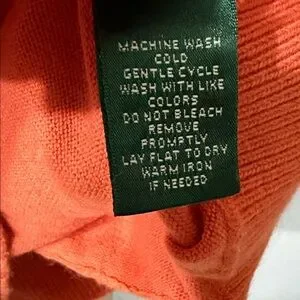 MACHINE WASH
COLD
GENTLE CYCLE
WASH WITH LIKE
COLORS
DO NOT BLEACH
REMOVE
PROMPTLY
LAY FLAT TO DRY
WARM IRON
IF NEEDED